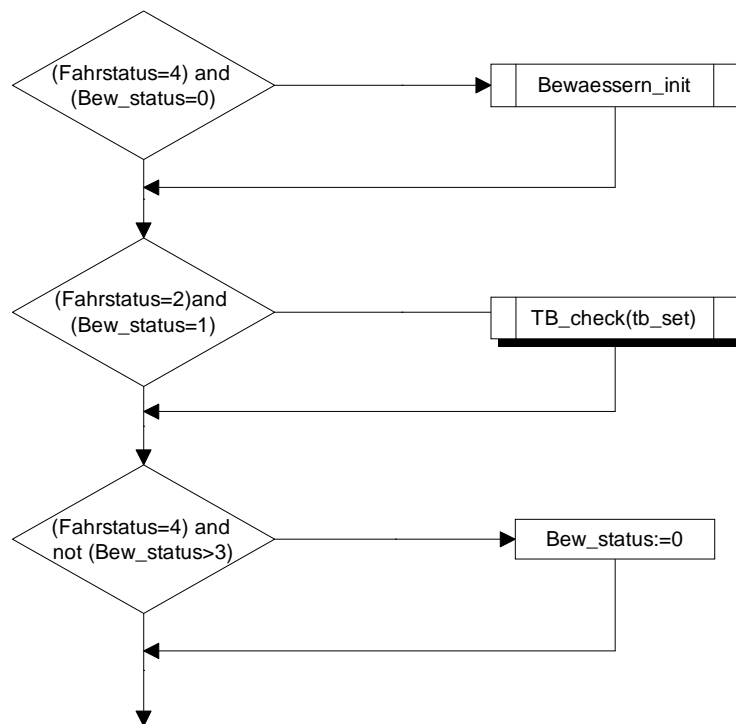 (Fahrstatus=4) and
(Bew_status=0)
Bewaessern_init
(Fahrstatus=2)and
(Bew_status=1)
TB_check(tb_set)
(Fahrstatus=4) and
not (Bew_status>3)
Bew_status:=0